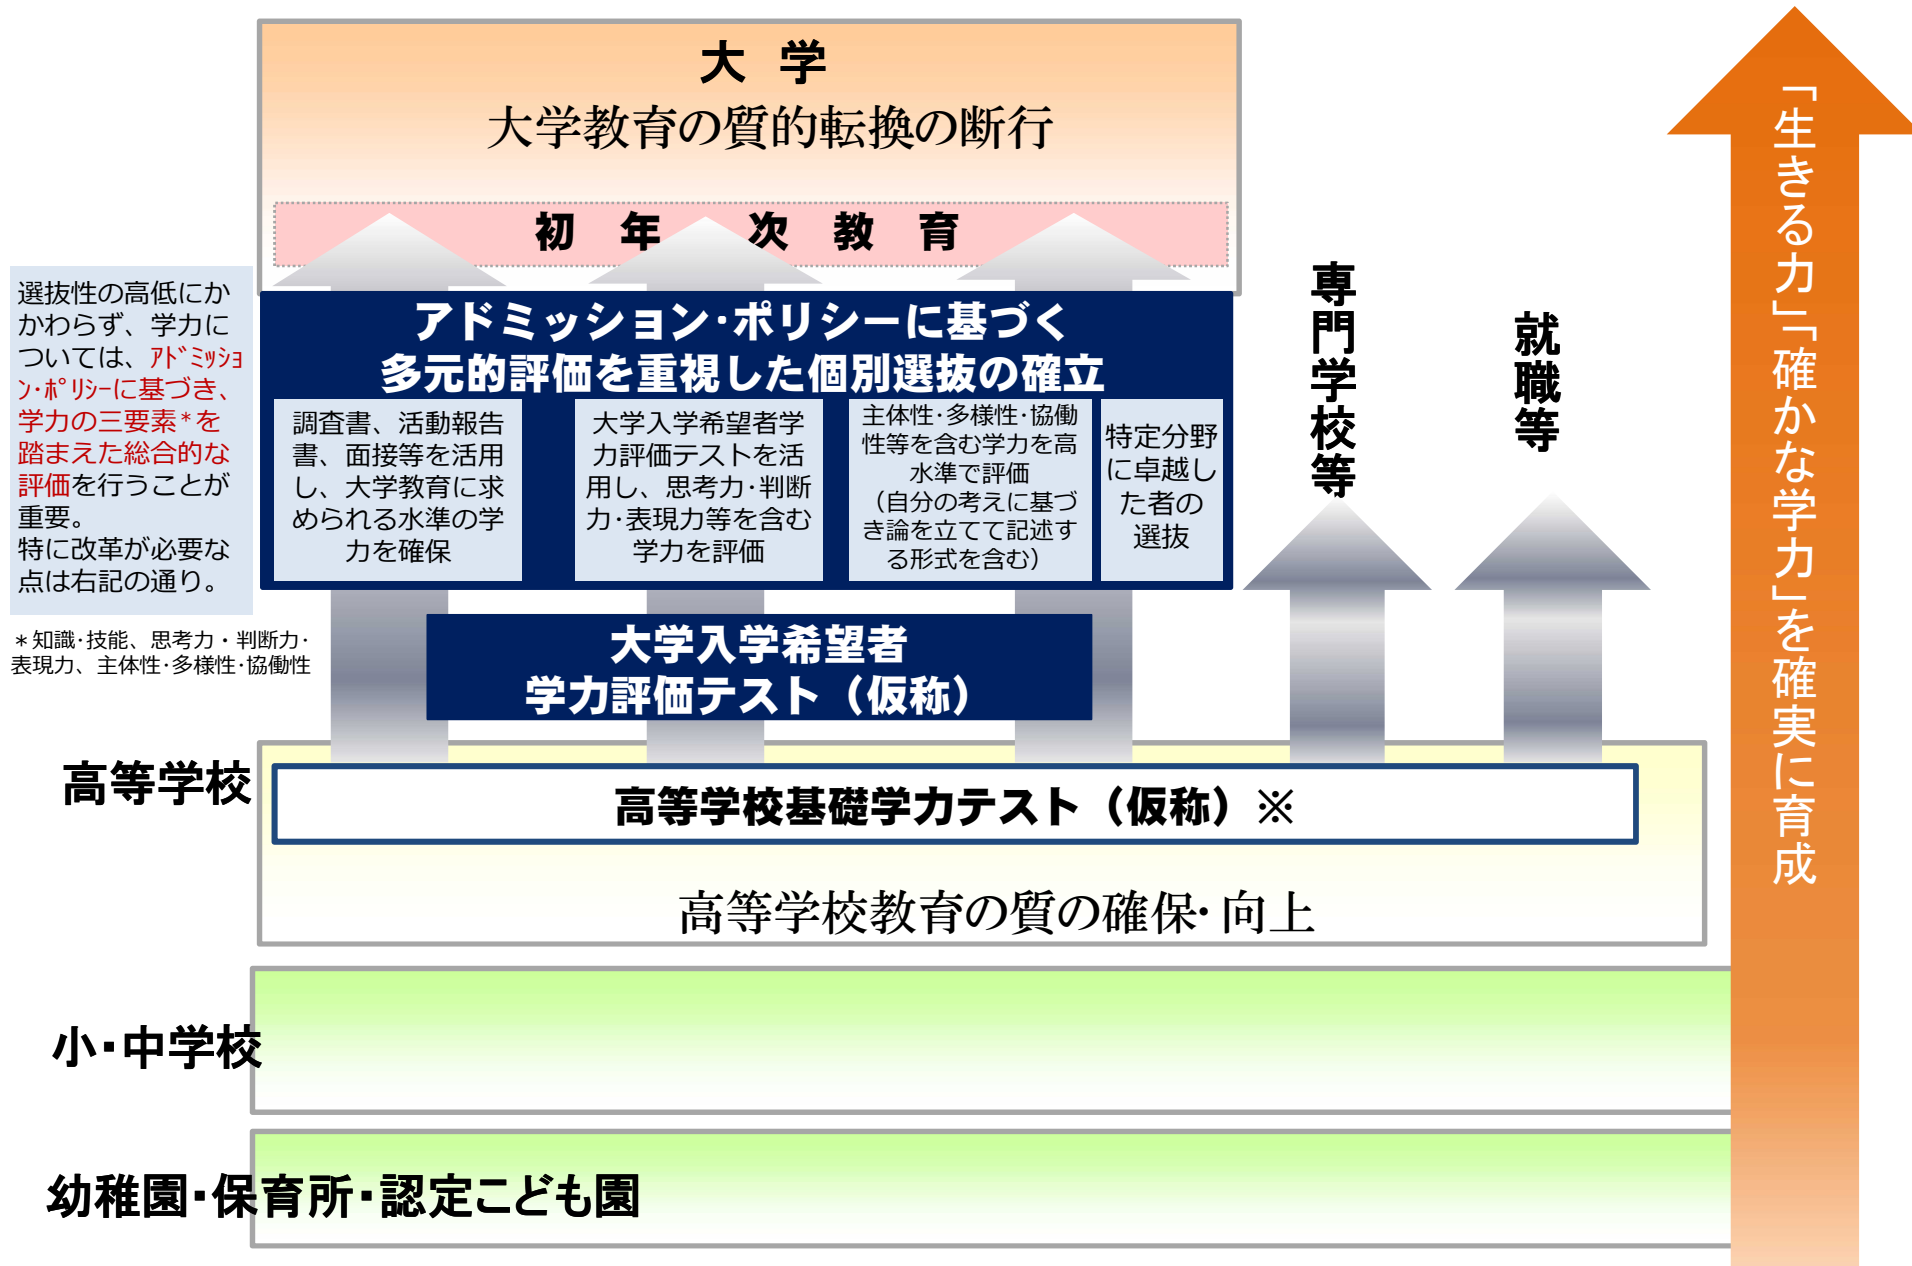 大 学
大学教育の質的転換の断行
初 年 次 教 育
選抜性の高低にか
かわらず、学力に
ついては、ｱﾄﾞﾐｯｼｮ
ﾝ･ﾎﾟﾘｼｰに基づき、
学力の三要素*を
踏まえた総合的な
評価を行うことが
重要。
特に改革が必要な
点は右記の通り。
＊知識･技能、思考力・判断力･
表現力、主体性･多様性･協働性
アドミッション･ポリシーに基づく
多元的評価を重視した個別選抜の確立
調査書、活動報告
書、面接等を活用
し、大学教育に求
められる水準の学
力を確保
大学入学希望者学
力評価テストを活
用し、思考力･判断
力･表現力等を含む
学力を評価
主体性･多様性･協働
性等を含む学力を高
水準で評価
（自分の考えに基づ
き論を立てて記述す
る形式を含む）
特定分野
に卓越し
た者の
選抜
専門学校等
就職等
大学入学希望者
学力評価テスト（仮称）
高等学校
高等学校基礎学力テスト（仮称）※
高等学校教育の質の確保･向上
小･中学校
幼稚園･保育所･認定こども園
「生きる力」「確かな学力」を確実に育成